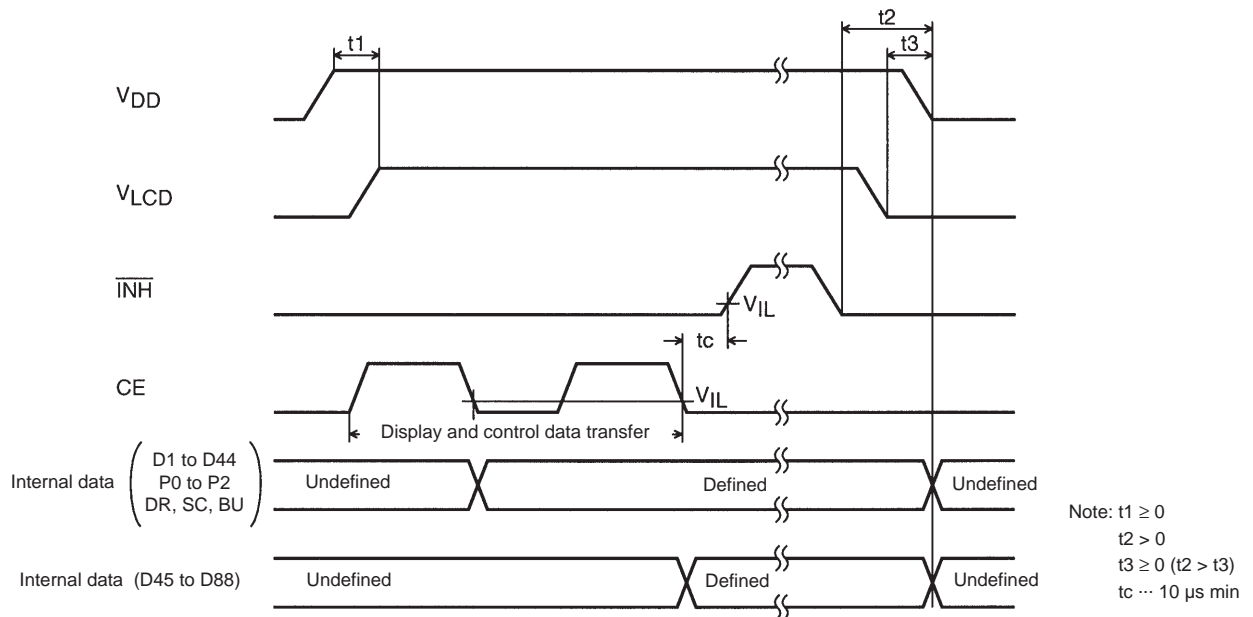 t2
t1
t3
VDD
VLCD
INH
VIL
tc
CE
VIL
Display and control data transfer
Internal data
D1 to D44
P0 to P2
DR, SC, BU
Undefined
Defined
Undefined
Internal data (D45 to D88)
Undefined
Defined
Undefined
Note: t1 ≥ 0
t2 > 0
t3 ≥ 0 (t2 > t3)
tc ··· 10 µs min